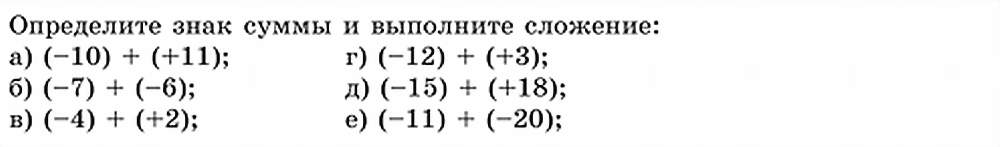 Определите знак суммы и выполните сложение:
а) (−10) + (+11); г) (−12) + (+3);
б) (−7) + (−6); д) (−15) + (+18);
в) (−4) + (+2); е) (−11) + (−20);